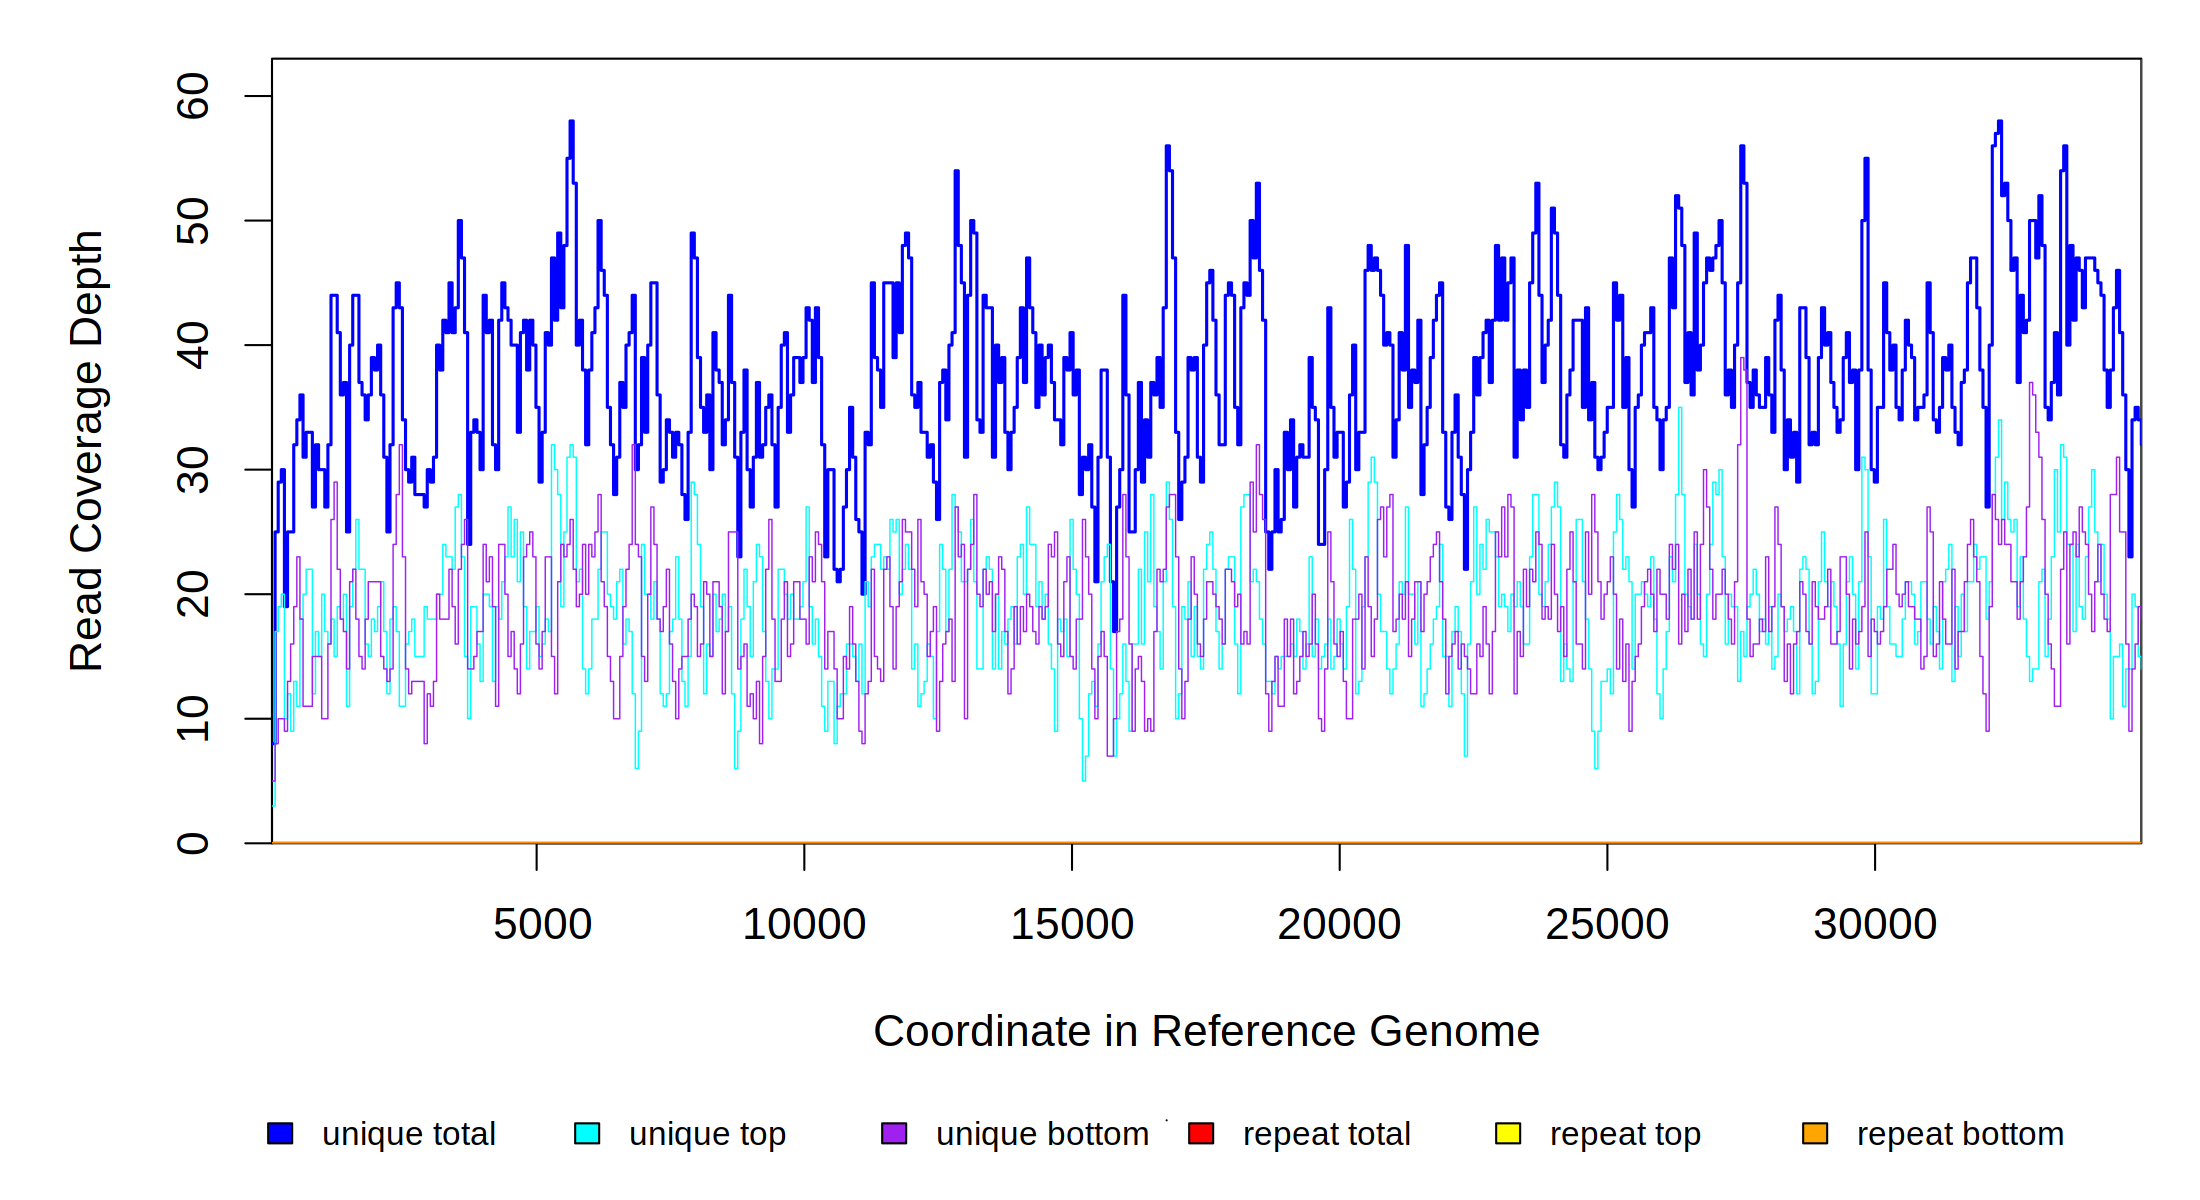 60
50
40
30
20
10
0
Read Coverage Depth
5000 10000 15000 20000 25000 30000
Coordinate in Reference Genome
unique total unique top unique bottom repeat total repeat top repeat bottom